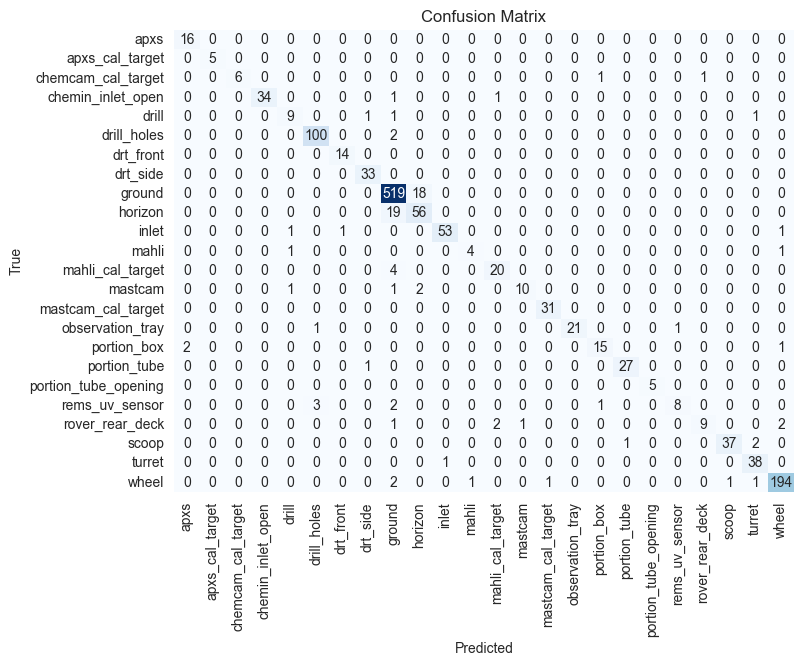 Confusion Matrix
True
apxs 16 0 0 0 0 0 0 0 0 0 0 0 0 0 0 0 0 0 0 0 0 0 0 0
apxs_cal_target 0 5 0 0 0 0 0 0 0 0 0 0 0 0 0 0 0 0 0 0 0 0 0 0
chemcam_cal_target 0 0 6 0 0 0 0 0 0 0 0 0 0 0 0 0 1 0 0 0 1 0 0 0
chemin_inlet_open 0 0 0 34 0 0 0 0 1 0 0 0 1 0 0 0 0 0 0 0 0 0 0 0
drill 0 0 0 0 9 0 0 1 1 0 0 0 0 0 0 0 0 0 0 0 0 0 1 0
drill_holes 0 0 0 0 0 100 0 0 2 0 0 0 0 0 0 0 0 0 0 0 0 0 0 0
drt_front 0 0 0 0 0 0 14 0 0 0 0 0 0 0 0 0 0 0 0 0 0 0 0 0
drt_side 0 0 0 0 0 0 0 33 0 0 0 0 0 0 0 0 0 0 0 0 0 0 0 0
ground 0 0 0 0 0 0 0 0 519 18 0 0 0 0 0 0 0 0 0 0 0 0 0 0
horizon 0 0 0 0 0 0 0 0 19 56 0 0 0 0 0 0 0 0 0 0 0 0 0 0
inlet 0 0 0 0 1 0 1 0 0 0 53 0 0 0 0 0 0 0 0 0 0 0 0 1
mahli 0 0 0 0 1 0 0 0 0 0 0 4 0 0 0 0 0 0 0 0 0 0 0 1
mahli_cal_target 0 0 0 0 0 0 0 0 4 0 0 0 20 0 0 0 0 0 0 0 0 0 0 0
mastcam 0 0 0 0 1 0 0 0 1 2 0 0 0 10 0 0 0 0 0 0 0 0 0 0
mastcam_cal_target 0 0 0 0 0 0 0 0 0 0 0 0 0 0 31 0 0 0 0 0 0 0 0 0
observation_tray 0 0 0 0 0 1 0 0 0 0 0 0 0 0 0 21 0 0 0 1 0 0 0 0
portion_box 2 0 0 0 0 0 0 0 0 0 0 0 0 0 0 0 15 0 0 0 0 0 0 1
portion_tube 0 0 0 0 0 0 0 1 0 0 0 0 0 0 0 0 0 27 0 0 0 0 0 0
portion_tube_opening 0 0 0 0 0 0 0 0 0 0 0 0 0 0 0 0 0 0 5 0 0 0 0 0
rems_uv_sensor 0 0 0 0 0 3 0 0 2 0 0 0 0 0 0 0 1 0 0 8 0 0 0 0
rover_rear_deck 0 0 0 0 0 0 0 0 1 0 0 0 2 1 0 0 0 0 0 0 9 0 0 2
scoop 0 0 0 0 0 0 0 0 0 0 0 0 0 0 0 0 0 1 0 0 0 37 2 0
turret 0 0 0 0 0 0 0 0 0 0 1 0 0 0 0 0 0 0 0 0 0 0 38 0
wheel 0 0 0 0 0 0 0 0 2 0 0 1 0 0 1 0 0 0 0 0 0 1 1 194
apxs
apxs_cal_target
chemcam_cal_target
chemin_inlet_open
drill
drill_holes
drt_front
drt_side
ground
horizon
inlet
mahli
mahli_cal_target
mastcam
mastcam_cal_target
observation_tray
portion_box
portion_tube
portion_tube_opening
rems_uv_sensor
rover_rear_deck
scoop
turret
wheel
Predicted